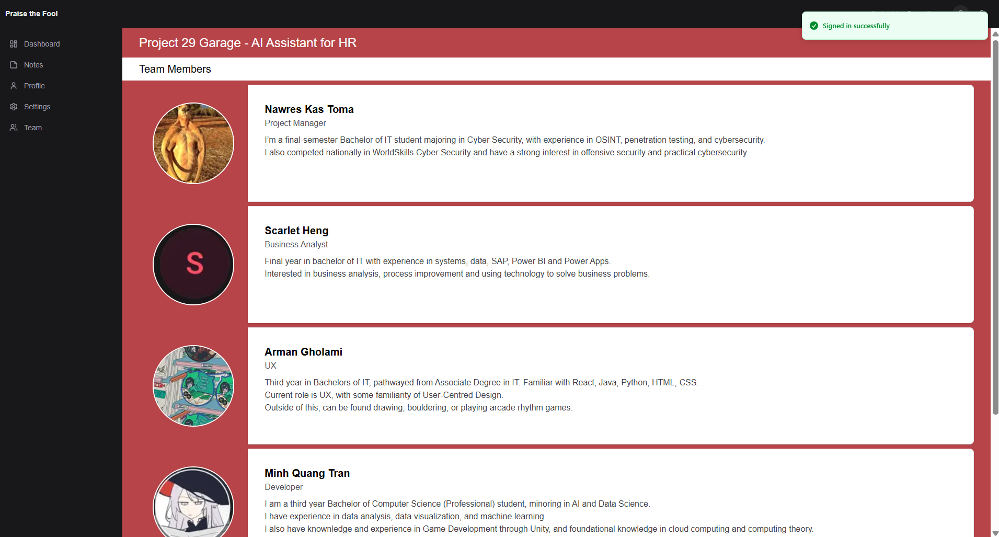 Praise the Fool
Signed in successfully
Dashboard
Notes
Profile
Settings
Team
Project 29 Garage - AI Assistant for HR
Team Members
Nawres Kas Toma
Project Manager
I'm a final-semester Bachelor of IT student majoring in Cyber Security, with experience in OSINT, penetration testing, and cybersecurity.
I also competed nationally in WorldSkills Cyber Security and have a strong interest in offensive security and practical cybersecurity.
S
Scarlet Heng
Business Analyst
Final year in bachelor of IT with experience in systems, data, SAP, Power BI and Power Apps.
Interested in business analysis, process improvement and using technology to solve business problems.
Arman Gholami
UX
Third year in Bachelors of IT, pathwayed from Associate Degree in IT. Familiar with React, Java, Python, HTML, CSS.
Current role is UX, with some familiarity of User-Centred Design.
Outside of this, can be found drawing, bouldering, or playing arcade rhythm games.
Minh Quang Tran
Developer
I am a third year Bachelor of Computer Science (Professional) student, minoring in AI and Data Science.
I have experience in data analysis, data visualization, and machine learning.
I also have knownledge and experience in Game Development through Unity, and foundational knowledge in cloud computing and computing theory.